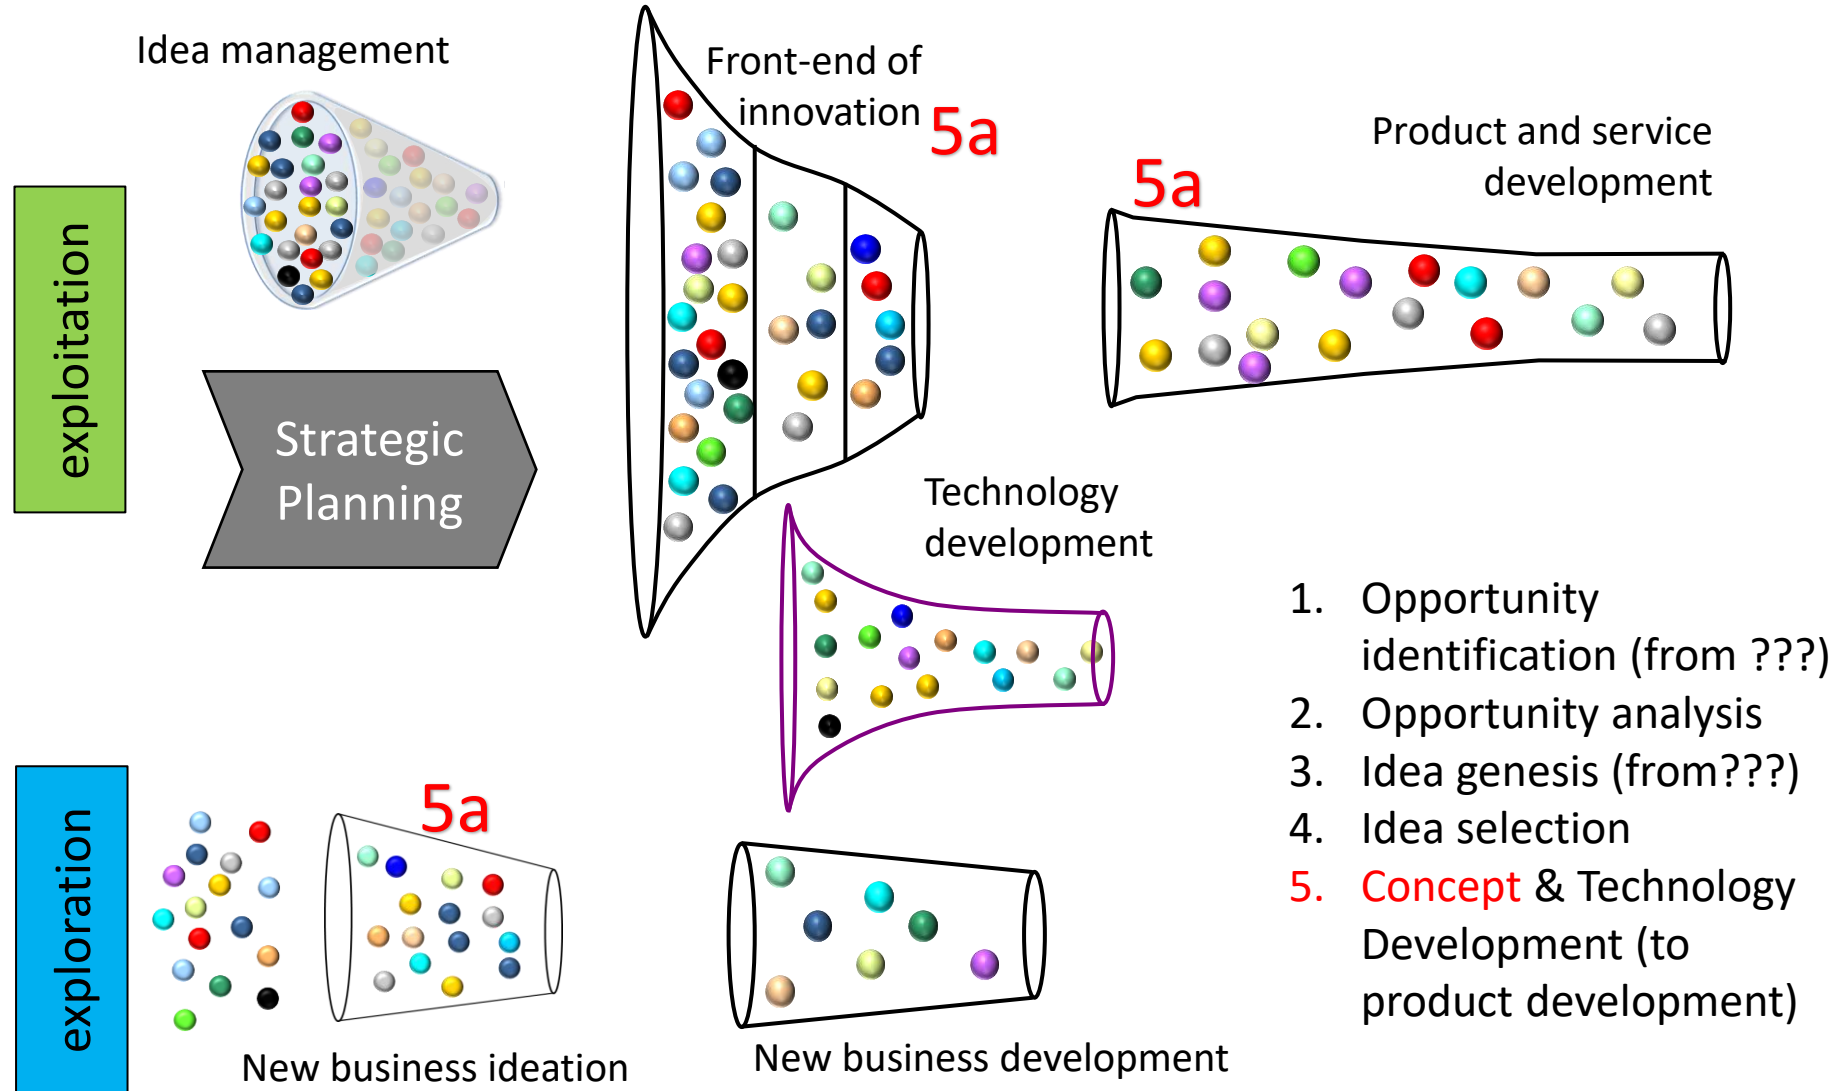 Idea management
Front-end of
innovation
5a
Product and service
development
5a
exploitation
Strategic
Planning
Technology
development
1. Opportunity
identification (from ???)
2. Opportunity analysis
3. Idea genesis (from???)
4. Idea selection
5. Concept & Technology
Development (to
product development)
exploration
5a
New business ideation
New business development